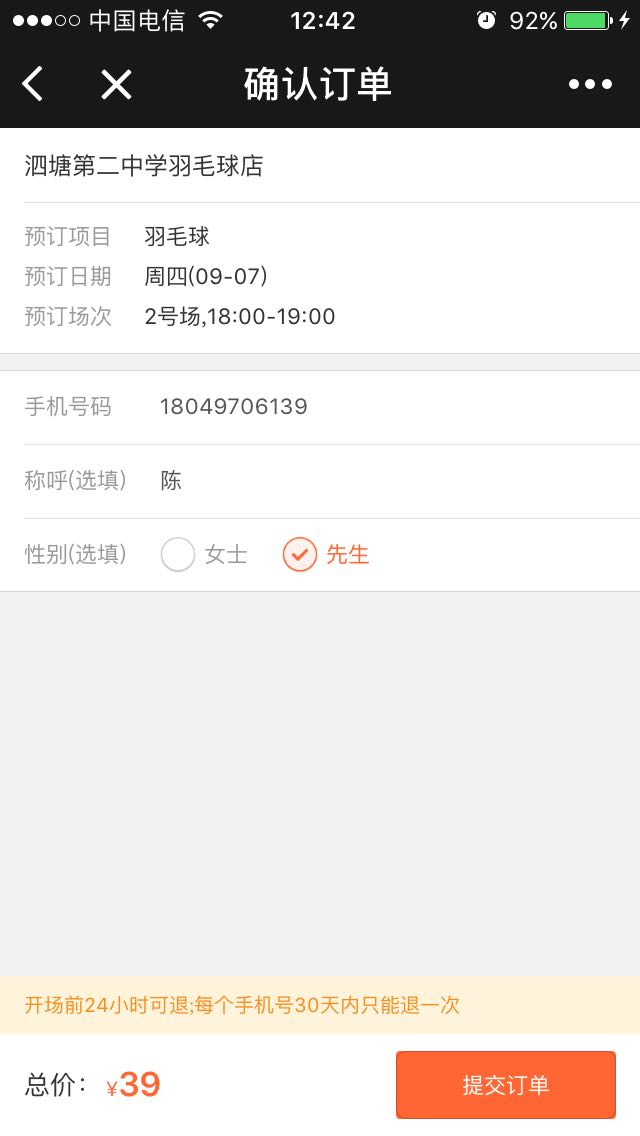 中国电信 12:42 92%
确认订单
泗塘第二中学羽毛球店
预订项目 羽毛球
预订日期 周四(09-07)
预订场次 2号场,18:00-19:00
手机号码 18049706139
称呼(选填) 陈
性别(选填) 女士 先生
开场前24小时可退;每个手机号30天内只能退一次
总价: ¥39 提交订单